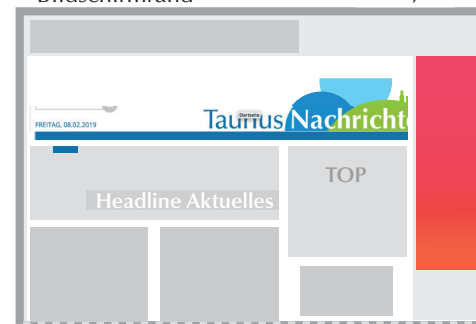 Bildschirmrand
FREITAG, 08.02.2019
Startseite
Taunus Nachricht
TOP
Headline Aktuelles